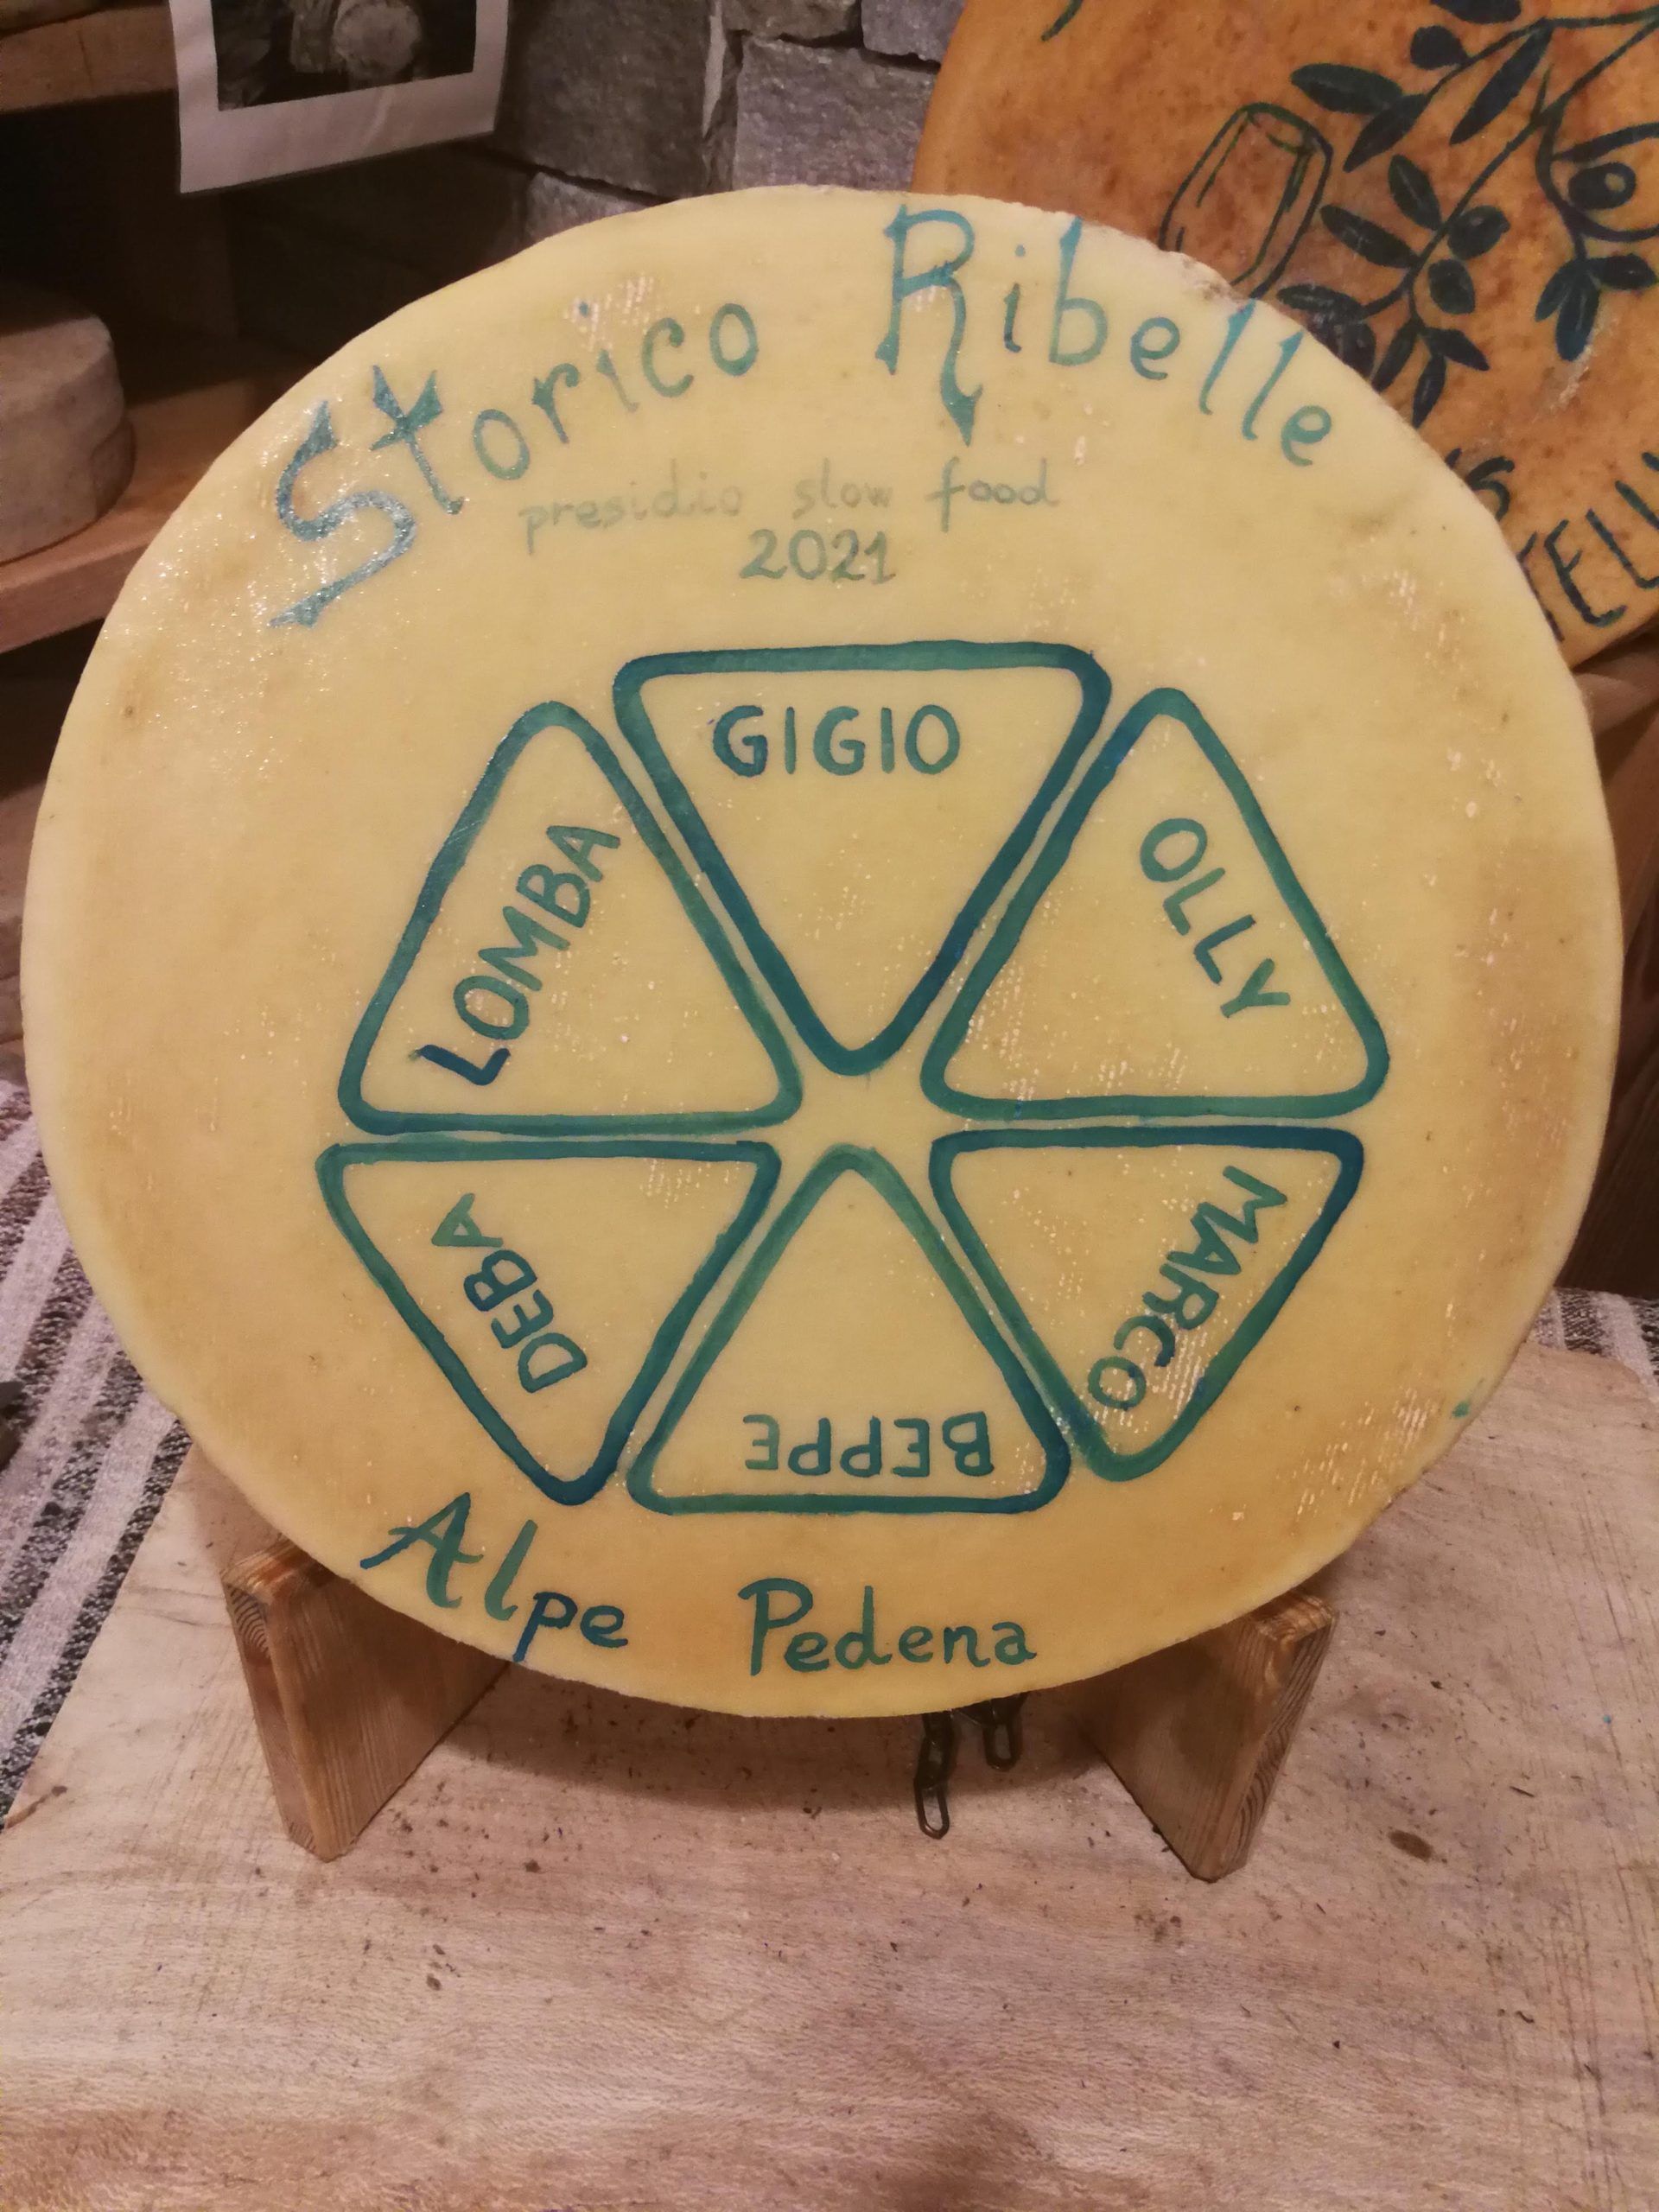 Storico Ribelle
presidio slow food
2021
GIGIO
OLLY
MARCO
BEPPE
DEBA
LOMBA
Alpe Pedena